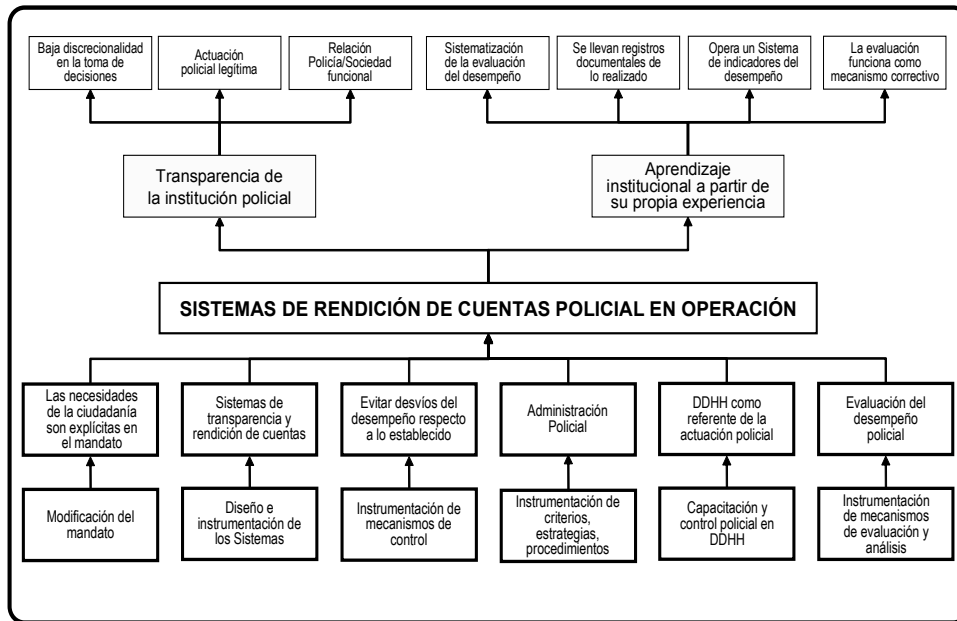 Baja discrecionalidad
en la toma de
decisiones
Actuación
policial legítima
Relación
Policía/Sociedad
funcional
Sistematización
de la evaluación
del desempeño
Se llevan registros
documentales de
lo realizado
Opera un Sistema
de indicadores del
desempeño
La evaluación
funciona como
mecanismo correctivo
Transparencia de
la institución policial
Aprendizaje
institucional a partir de
su propia experiencia
SISTEMAS DE RENDICIÓN DE CUENTAS POLICIAL EN OPERACIÓN
Las necesidades
de la ciudadanía
son explícitas en
el mandato
Sistemas de
transparencia y
rendición de cuentas
Evitar desvíos del
desempeño respecto
a lo establecido
Administración
Policial
DDHH como
referente de la
actuación policial
Evaluación del
desempeño
policial
Modificación del
mandato
Diseño e
instrumentación de
los Sistemas
Instrumentación de
mecanismos de
control
Instrumentación de
criterios,
estrategias,
procedimientos
Capacitación y
control policial en
DDHH
Instrumentación
de mecanismos
de evaluación y
análisis